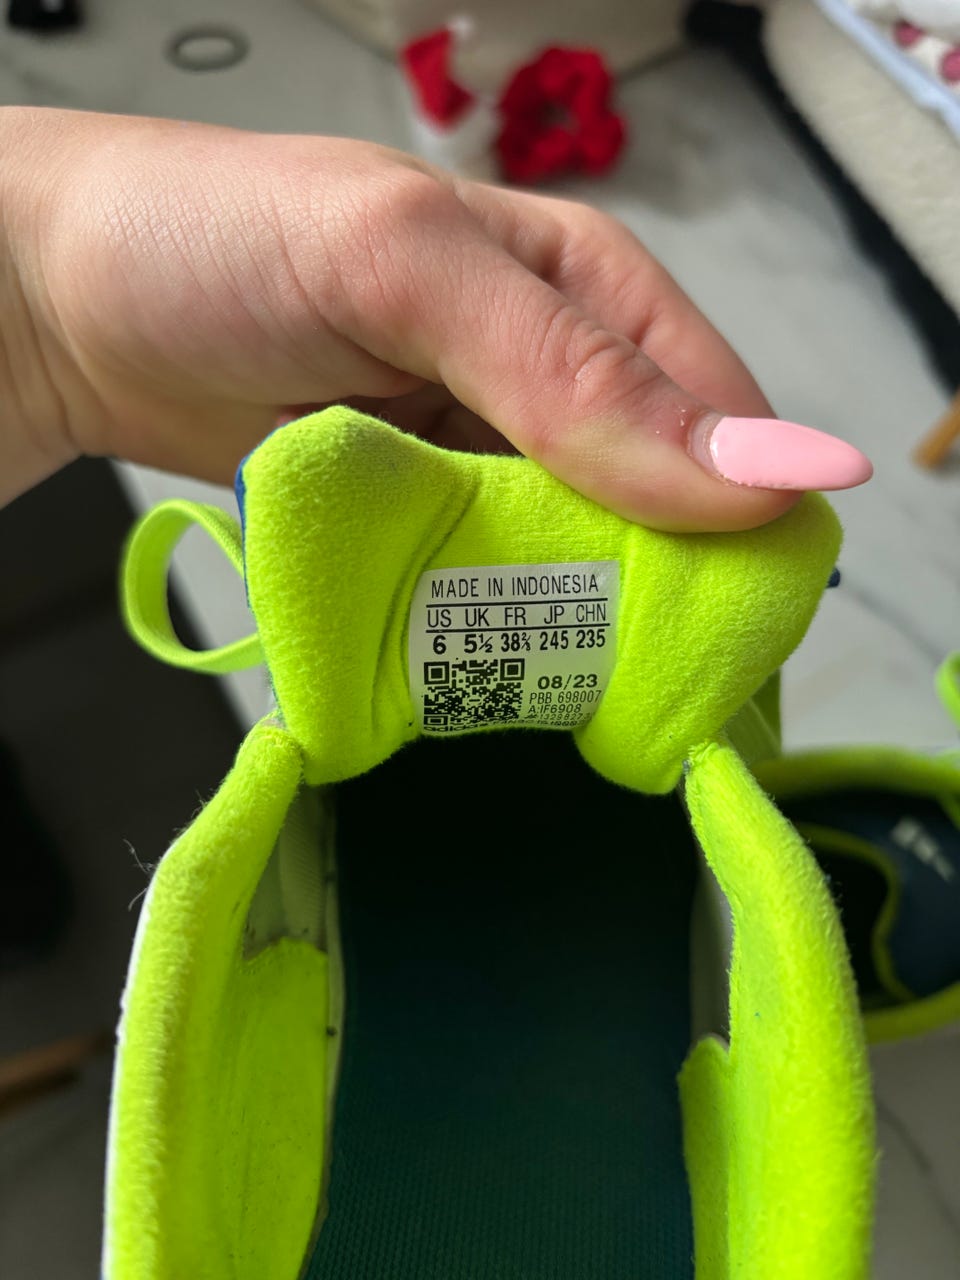 MADE IN INDONESIA
US UK FR JP CHN
6 5½ 38⅔ 245 235
08/23
PBB 698007
A:IF6908
adidas